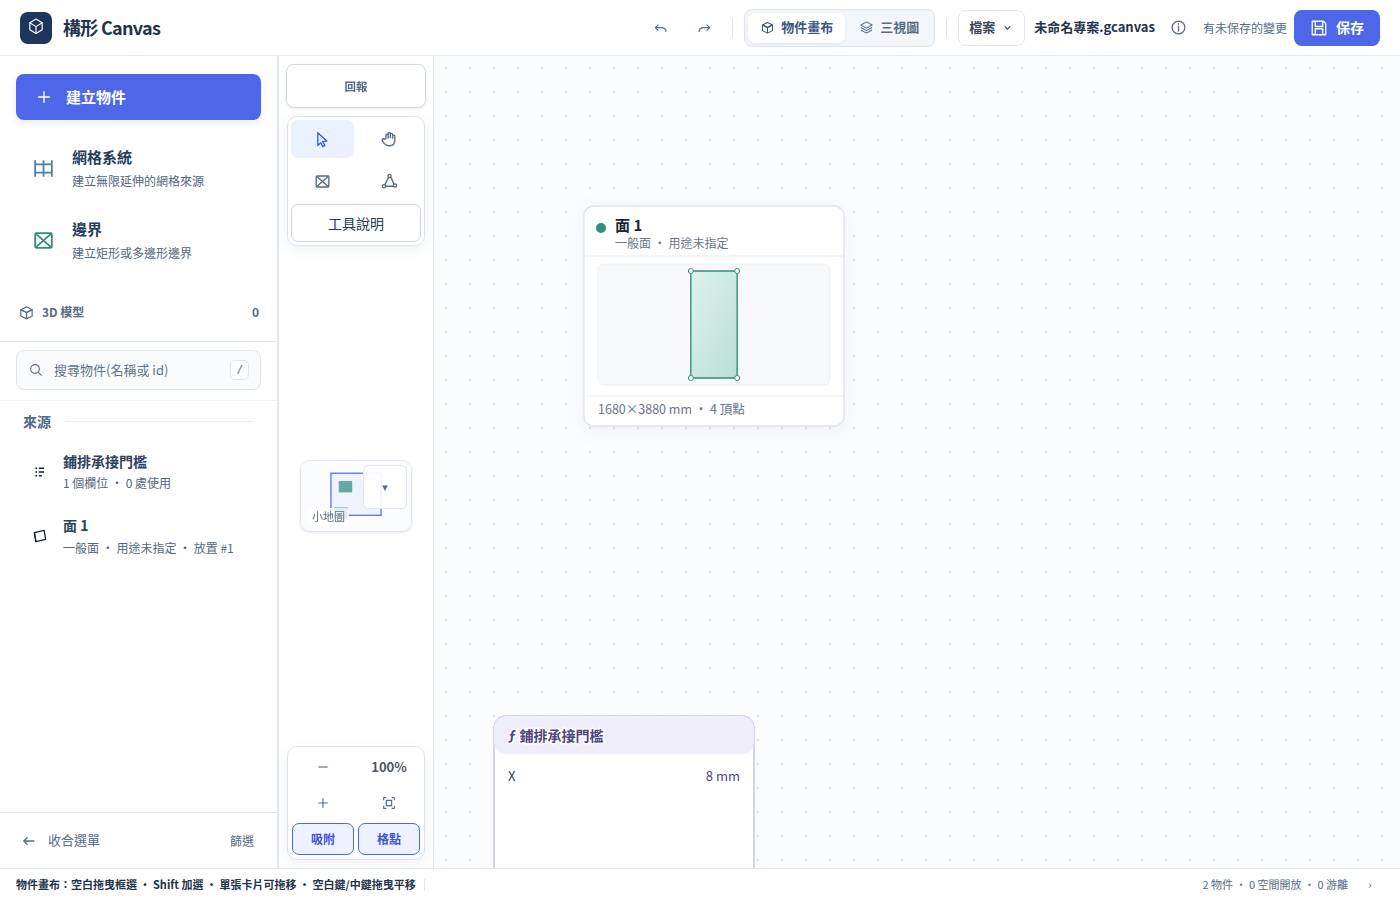 構形 Canvas
物件畫布
三視圖
檔案
未命名專案.gcanvas
有未保存的變更
保存
建立物件
網格系統
建立無限延伸的網格來源
邊界
建立矩形或多邊形邊界
3D 模型
0
搜尋物件(名稱或 id)
/
來源
鋪排承接門檻
1 個欄位 · 0 處使用
面 1
一般面 · 用途未指定 · 放置 #1
收合選單
篩選
回報
工具說明
小地圖
100%
吸附
格點
面 1
一般面 · 用途未指定
1680×3880 mm · 4 頂點
ƒ 鋪排承接門檻
X
8 mm
物件畫布：空白拖曳框選 · Shift 加選 · 單張卡片可拖移 · 空白鍵/中鍵拖曳平移
2 物件 · 0 空間開放 · 0 游離